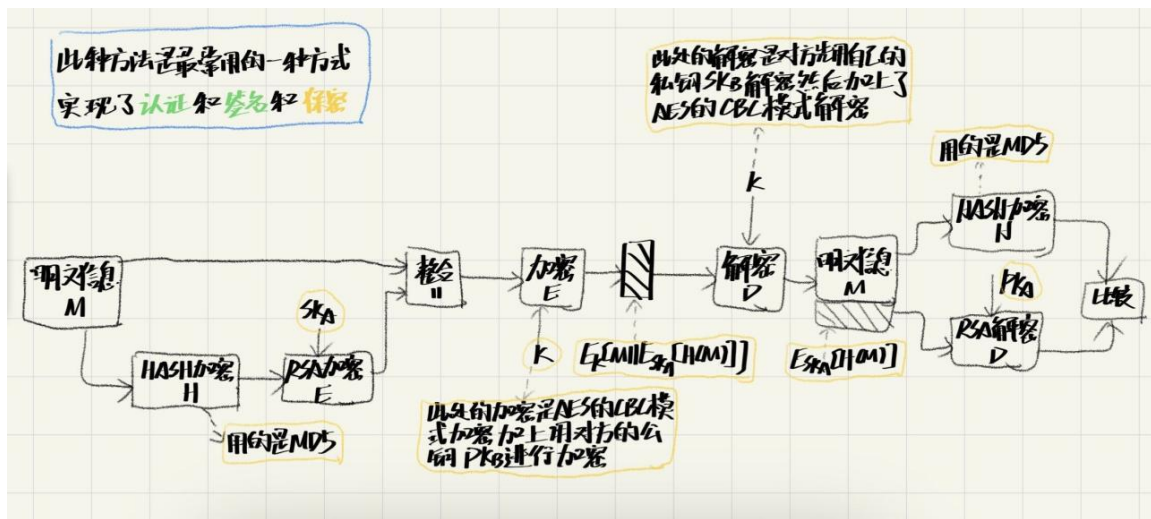 此种方法是最常用的一种方式
实现了认证和签名和保密
此处的解密是对方先用自己的
私钥SKB解密然后加上了
AES的CBC模式解密
用的是MD5
K
HASH加密
H
明文信息
M
整合
||
加密
E
解密
D
明文信息
M
PKA
比较
SKA
RSA解密
D
HASH加密
H
RSA加密
E
K
EK[M||ESKA[H(M)]]
ESKA[H(M)]
用的是MD5
此处的加密是AES的CBC模
式加密加上用对方的公
钥PKB进行加密